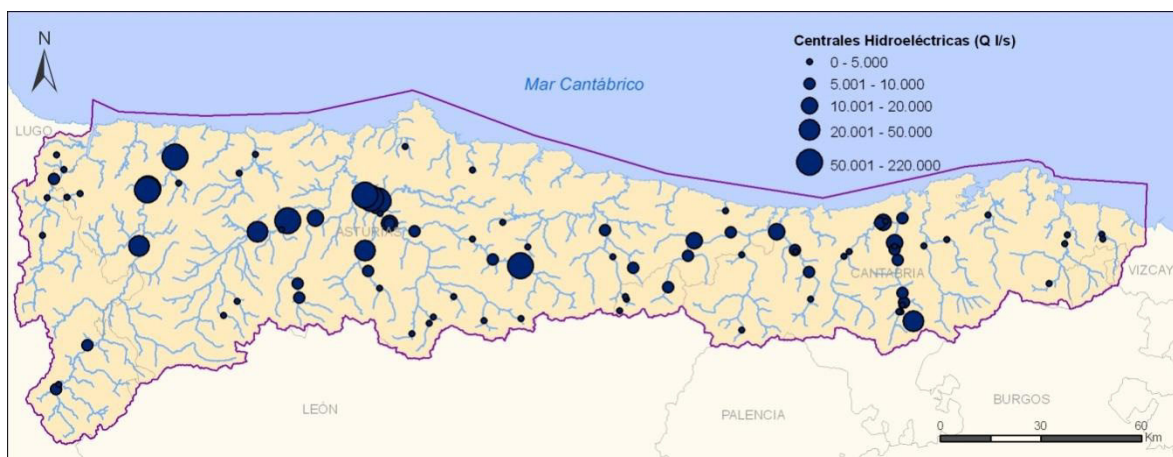 N
Mar Cantábrico
Centrales Hidroeléctricas (Q l/s)
0 - 5.000
5.001 - 10.000
10.001 - 20.000
20.001 - 50.000
50.001 - 220.000
LUGO
ASTURIAS
CANTABRIA
VIZCAY
LEÓN
PALENCIA
BURGOS
0 30 60
Km